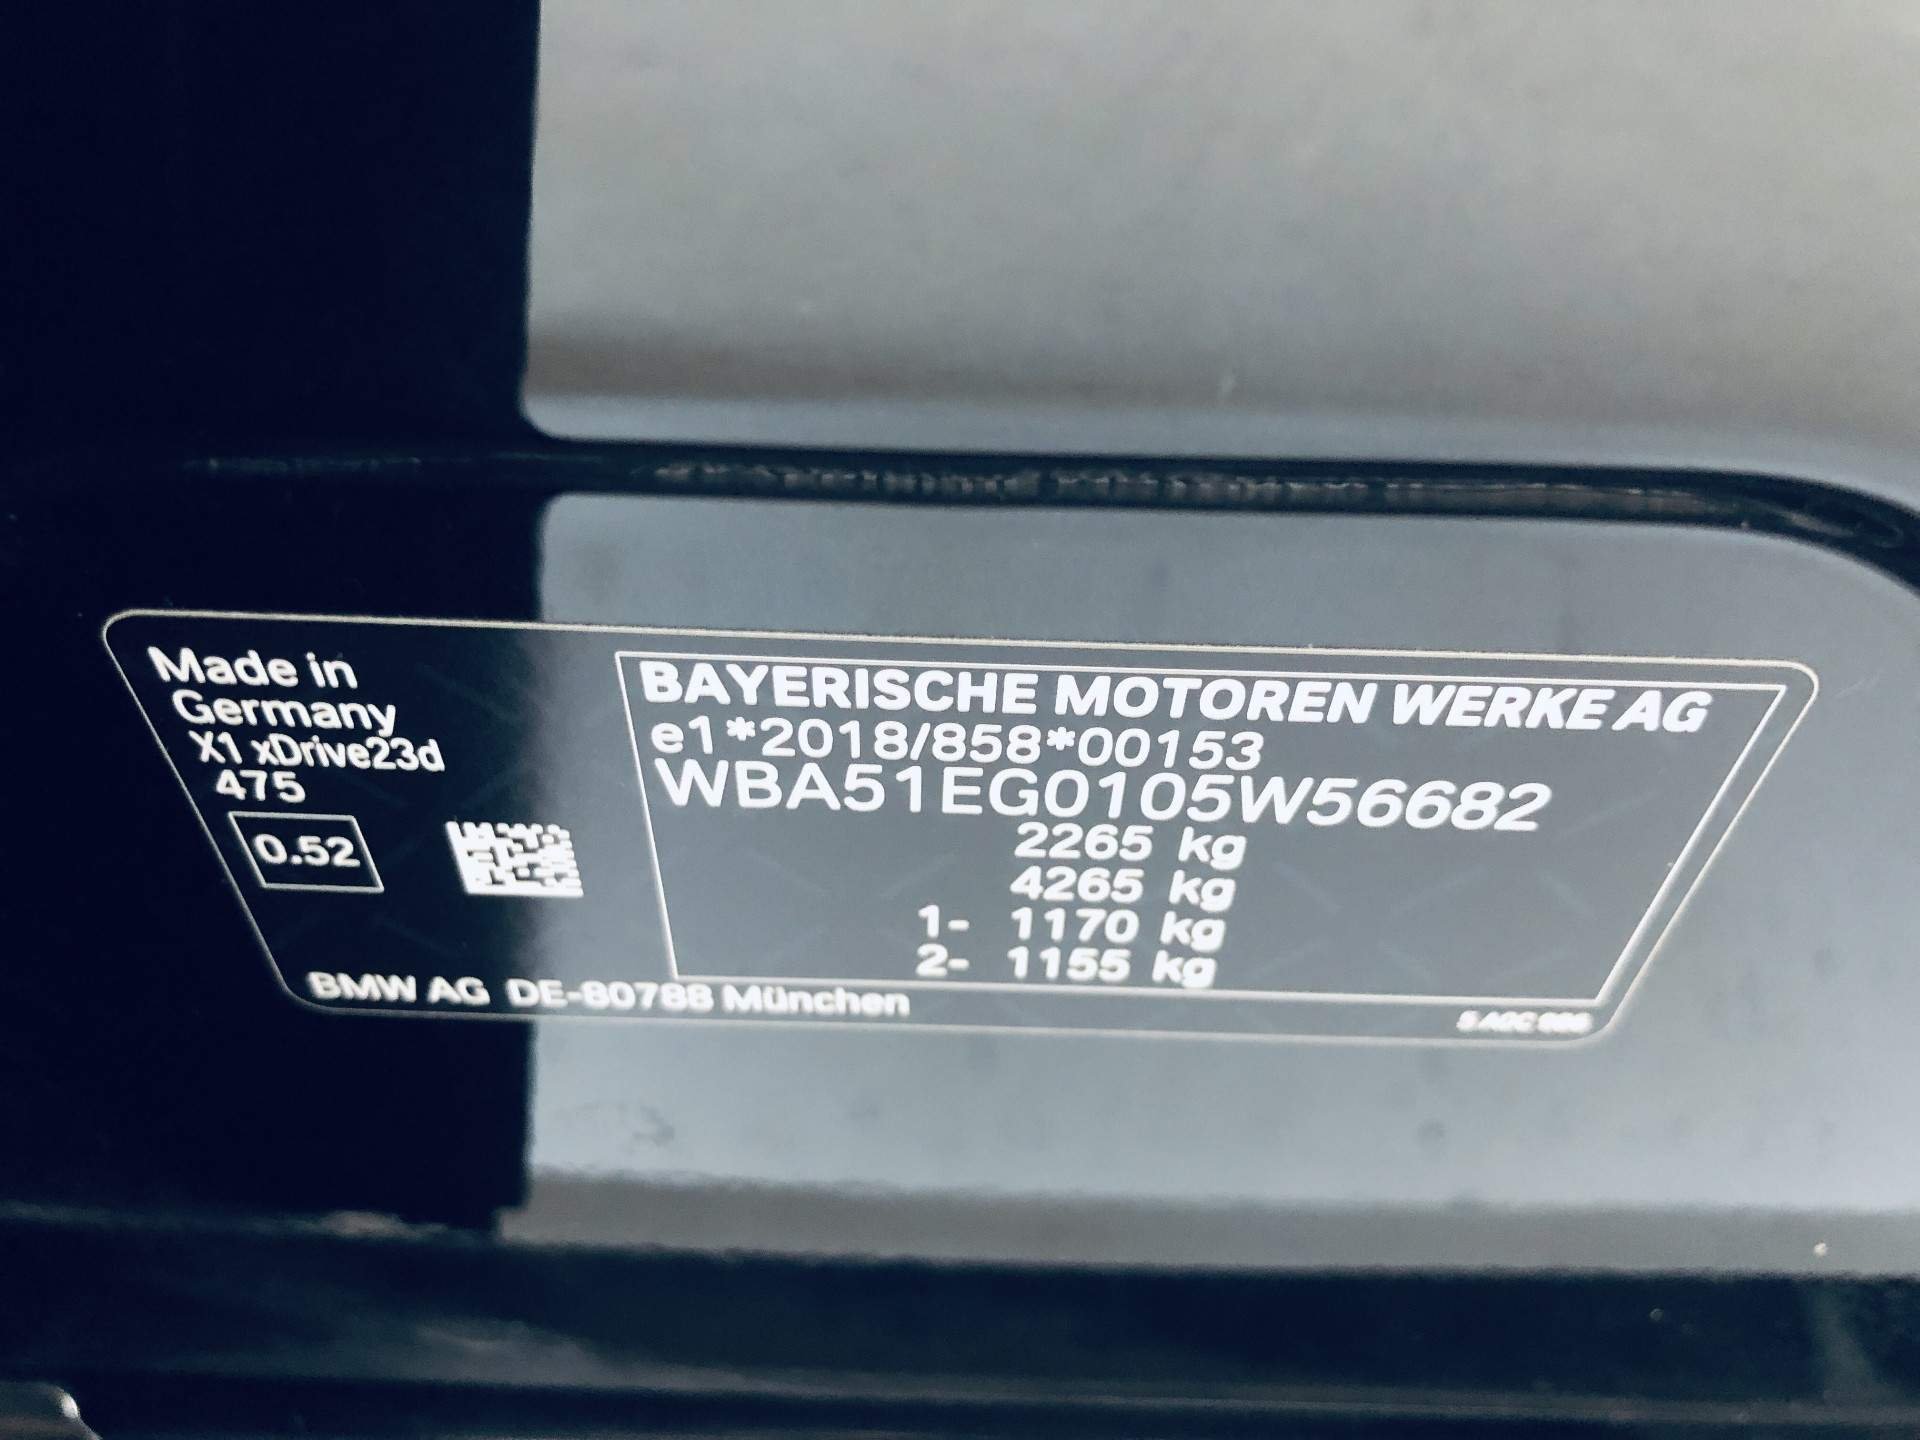 Made in
Germany
X1 xDrive23d
475
0.52
BAYERISCHE MOTOREN WERKE AG
e1*2018/858*00153
WBA51EG0105W56682
2265 kg
4265 kg
1- 1170 kg
2- 1155 kg
BMW AG DE-80788 München